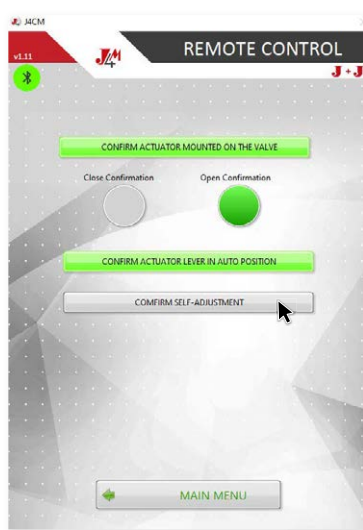 J4CM
v1.11
J4M
REMOTE CONTROL
J+J
CONFIRM ACTUATOR MOUNTED ON THE VALVE
Close Confirmation
Open Confirmation
CONFIRM ACTUATOR LEVER IN AUTO POSITION
COMFIRM SELF-ADJUSTMENT
MAIN MENU